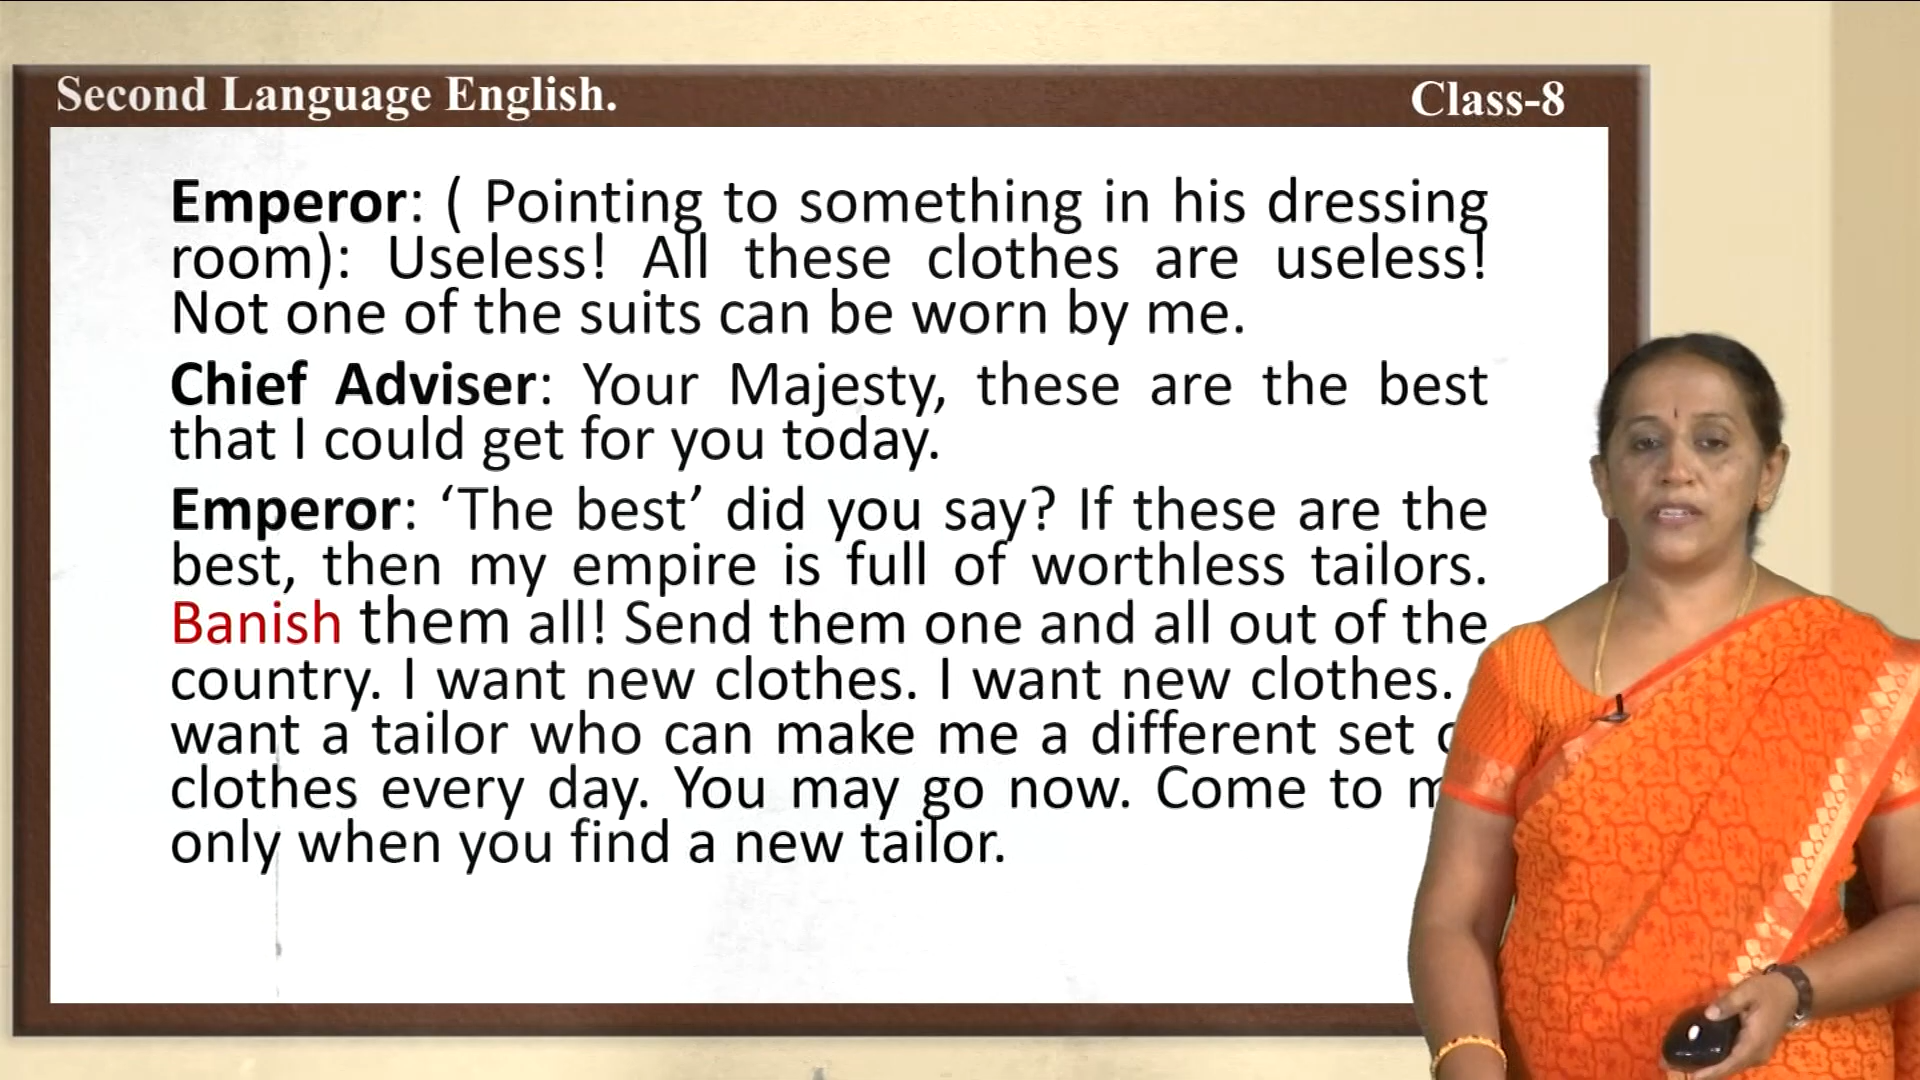 Second Language English.
Class-8
Emperor: ( Pointing to something in his dressing
room): Useless! All these clothes are useless!
Not one of the suits can be worn by me.
Chief Adviser: Your Majesty, these are the best
that I could get for you today.
Emperor: ‘The best’ did you say? If these are the
best, then my empire is full of worthless tailors.
Banish them all! Send them one and all out of the
country. I want new clothes. I want new clothes.
want a tailor who can make me a different set
clothes every day. You may go now. Come to
only when you find a new tailor.